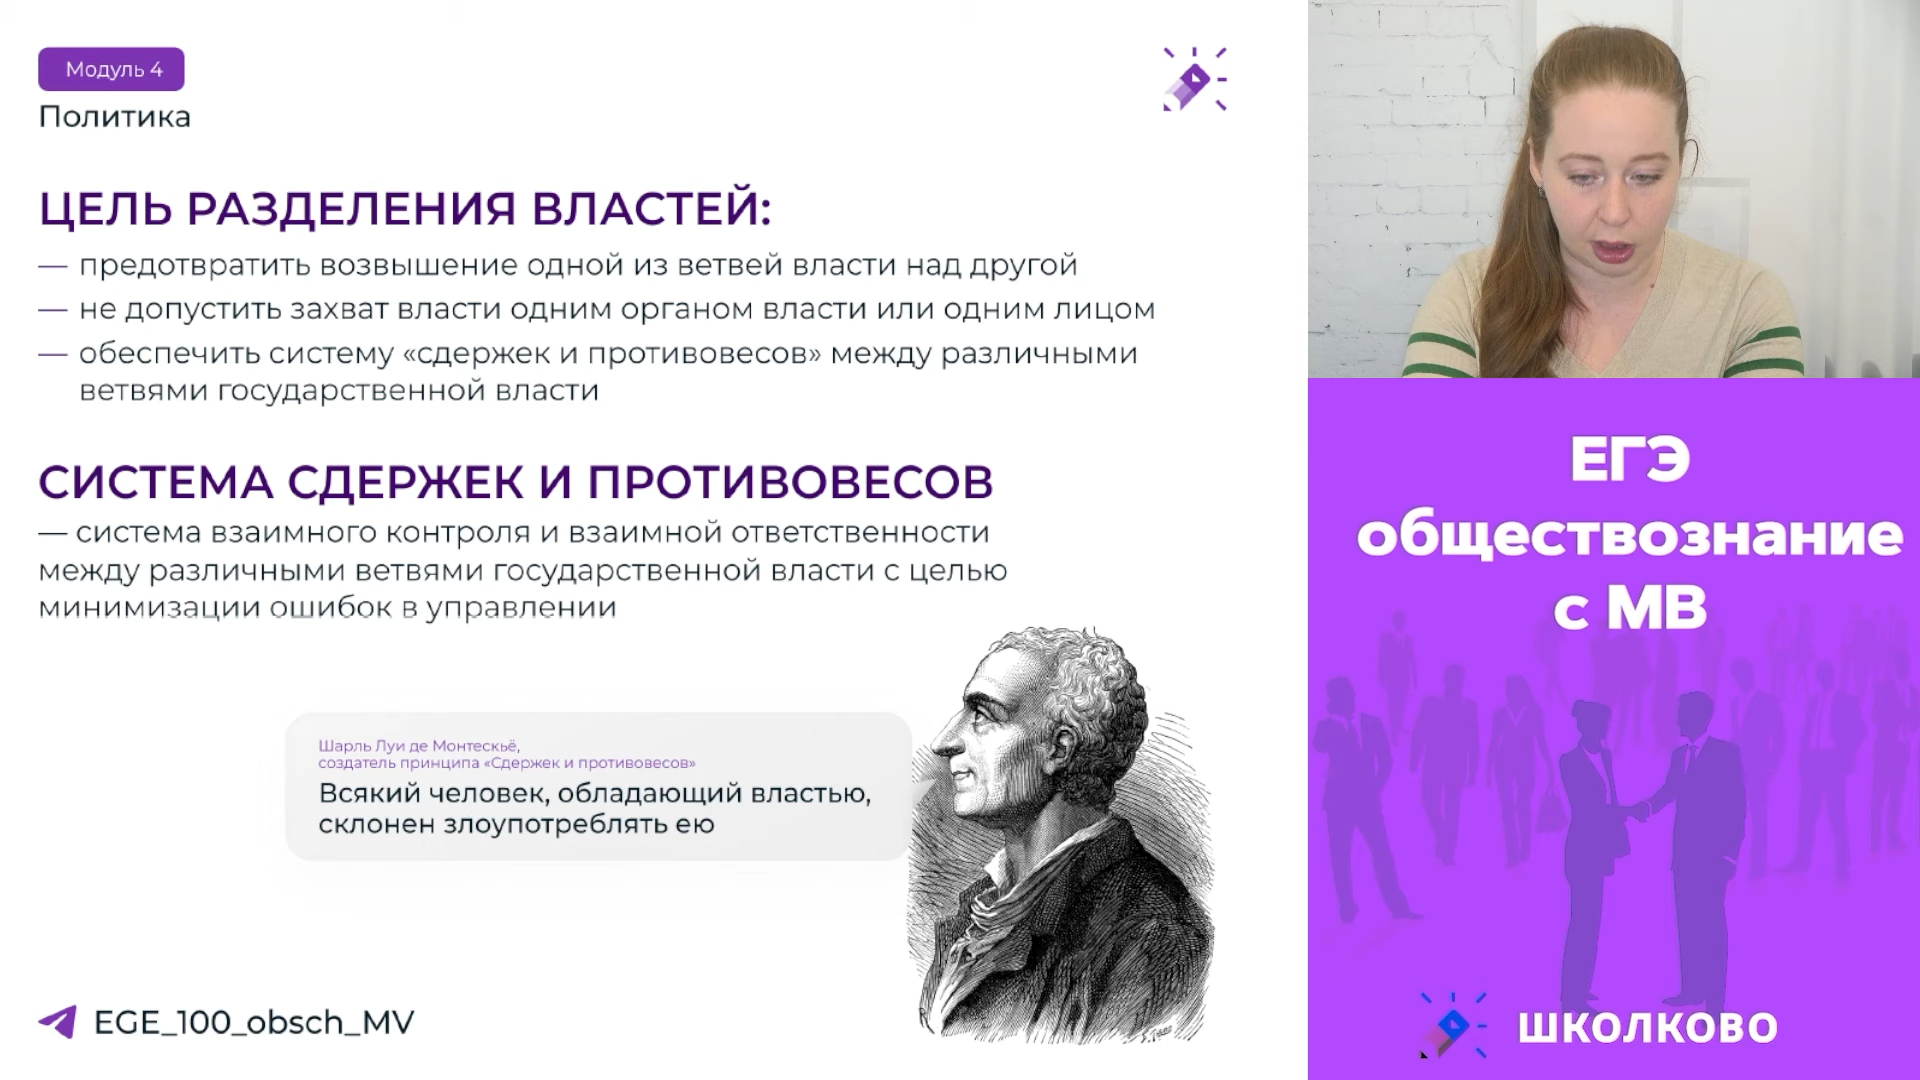 Модуль 4
Политика
ЦЕЛЬ РАЗДЕЛЕНИЯ ВЛАСТЕЙ:
— предотвратить возвышение одной из ветвей власти над другой
— не допустить захват власти одним органом власти или одним лицом
— обеспечить систему «сдержек и противовесов» между различными
ветвями государственной власти
СИСТЕМА СДЕРЖЕК И ПРОТИВОВЕСОВ
— система взаимного контроля и взаимной ответственности
между различными ветвями государственной власти с целью
минимизации ошибок в управлении
Шарль Луи де Монтескьё,
создатель принципа «Сдержек и противовесов»
Всякий человек, обладающий властью,
склонен злоупотреблять ею
EGE_100_obsch_MV
ЕГЭ
обществознание
с МВ
ШКОЛКОВО